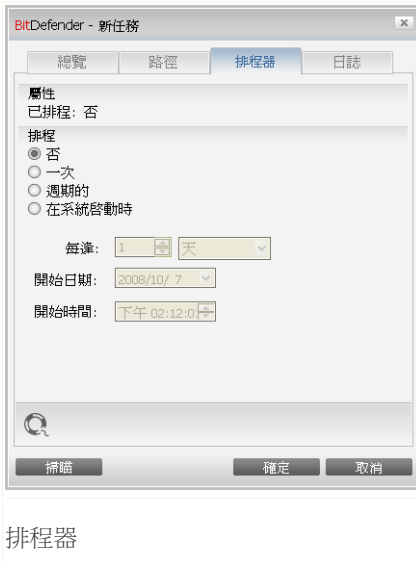 BitDefender - 新任務
總覽 路徑 排程器 日誌
屬性
已排程: 否
排程
否
一次
週期的
在系統啓動時
每逢: 1 天
開始日期: 2008/10/ 7
開始時間: 下午 02:12:01
掃瞄 確定 取消
排程器